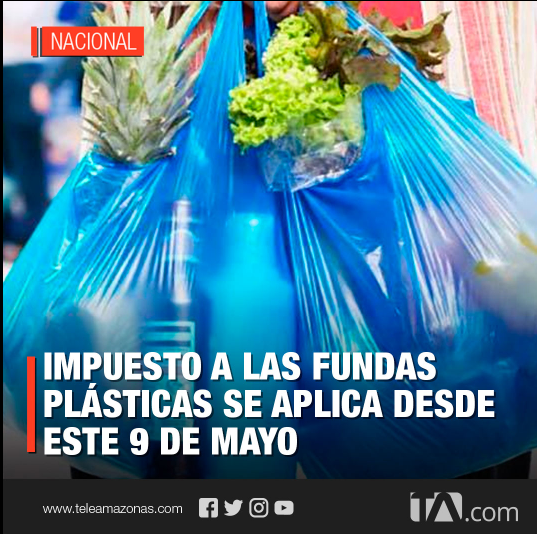 NACIONAL
IMPUESTO A LAS FUNDAS
PLÁSTICAS SE APLICA DESDE
ESTE 9 DE MAYO
www.teleamazonas.com
TA.com